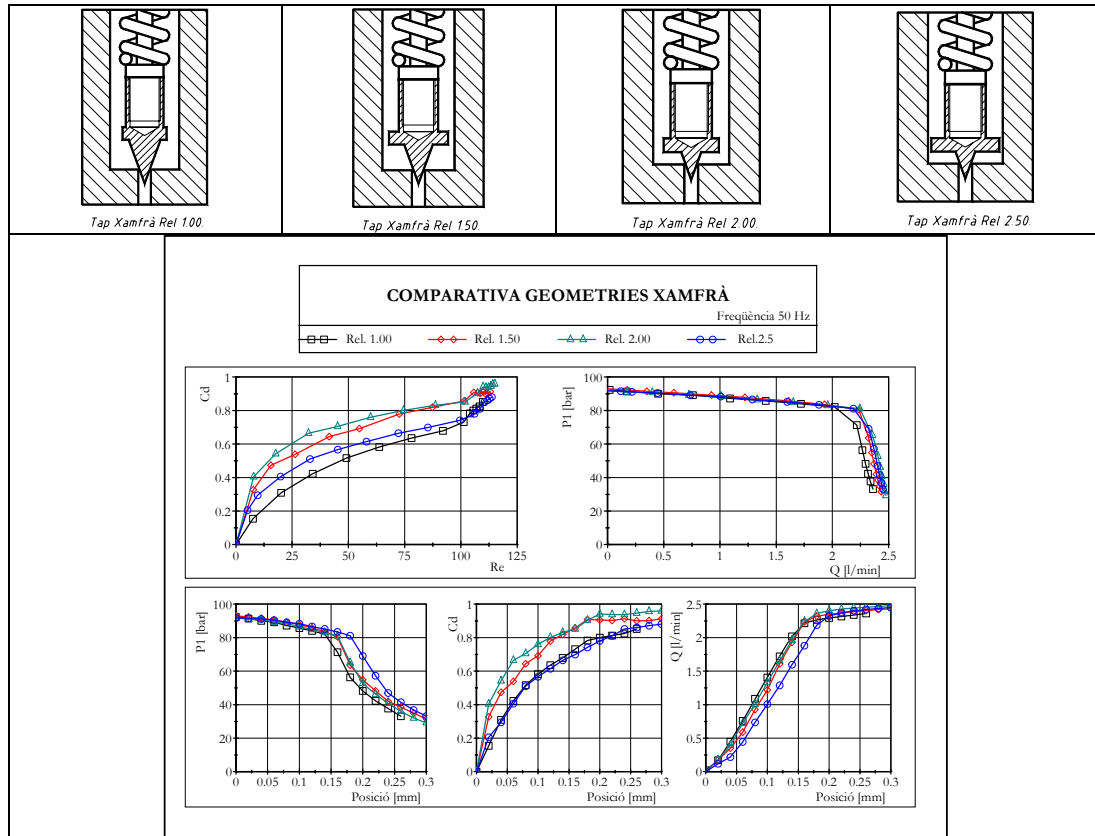 Tap Xamfrà Rel 1.00.
Tap Xamfrà Rel 1.50.
Tap Xamfrà Rel 2.00.
Tap Xamfrà Rel 2.50.
COMPARATIVA GEOMETRIES XAMFRÀ
Freqüència 50 Hz
Rel. 1.00 Rel. 1.50 Rel. 2.00 Rel.2.5
Cd
1
0.8
0.6
0.4
0.2
0
0 25 50 75 100 125
Re
P1 [bar]
100
80
60
40
20
0
0 0.5 1 1.5 2 2.5
Q [l/min]
P1 [bar]
100
80
60
40
20
0
0 0.05 0.1 0.15 0.2 0.25 0.3
Posició [mm]
Cd
1
0.8
0.6
0.4
0.2
0
0 0.05 0.1 0.15 0.2 0.25 0.3
Posició [mm]
Q [l/min]
2.5
2
1.5
1
0.5
0
0 0.05 0.1 0.15 0.2 0.25 0.3
Posició [mm]